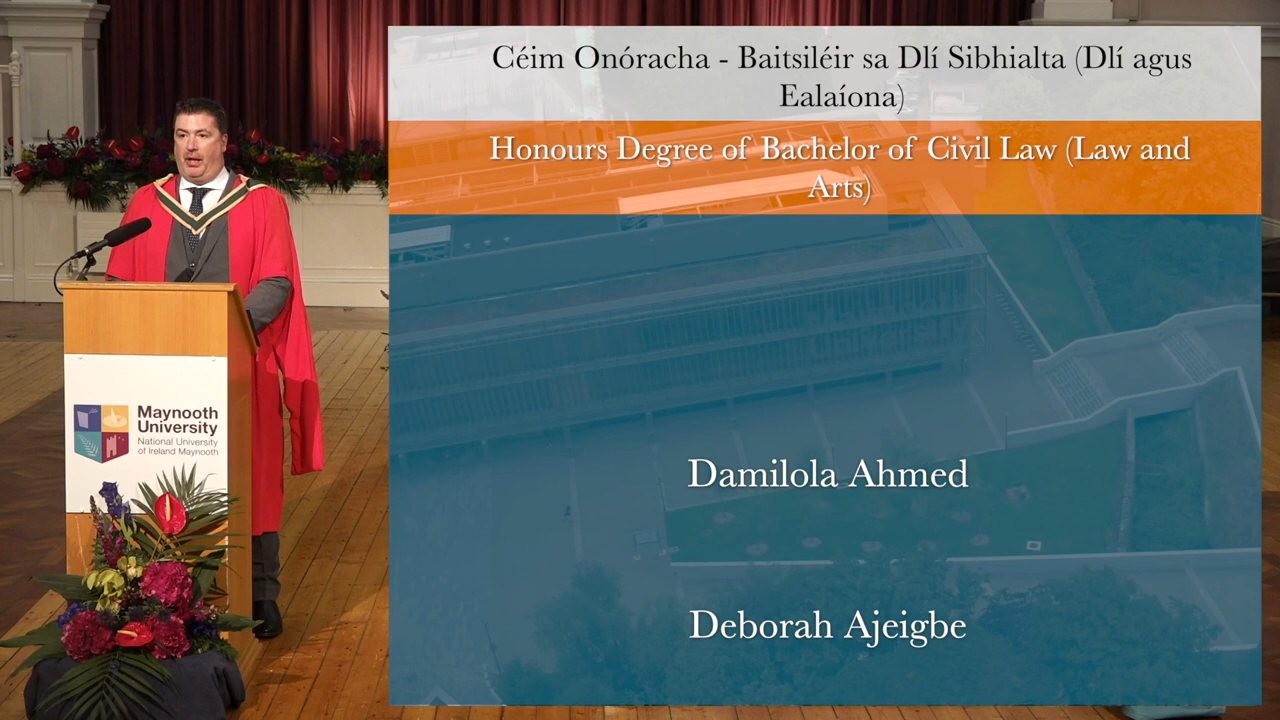 Céim Onóracha - Baitsiléir sa Dlí Sibhialta (Dlí agus
Ealaíona)
Honours Degree of Bachelor of Civil Law (Law and
Arts)
Damilola Ahmed
Deborah Ajeigbe
Maynooth
University
National University
of Ireland Maynooth